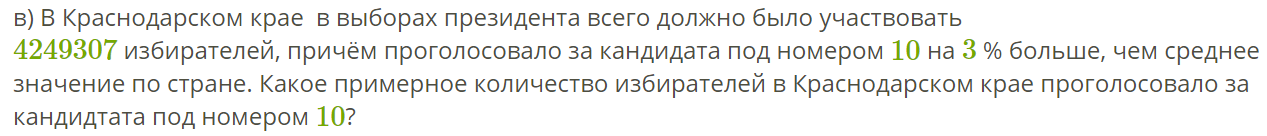 в) В Краснодарском крае  в выборах президента всего должно было участвовать
4249307 избирателей, причём проголосовало за кандидата под номером 10 на 3 % больше, чем среднее
значение по стране. Какое примерное количество избирателей в Краснодарском крае проголосовало за
кандидтата под номером 10?